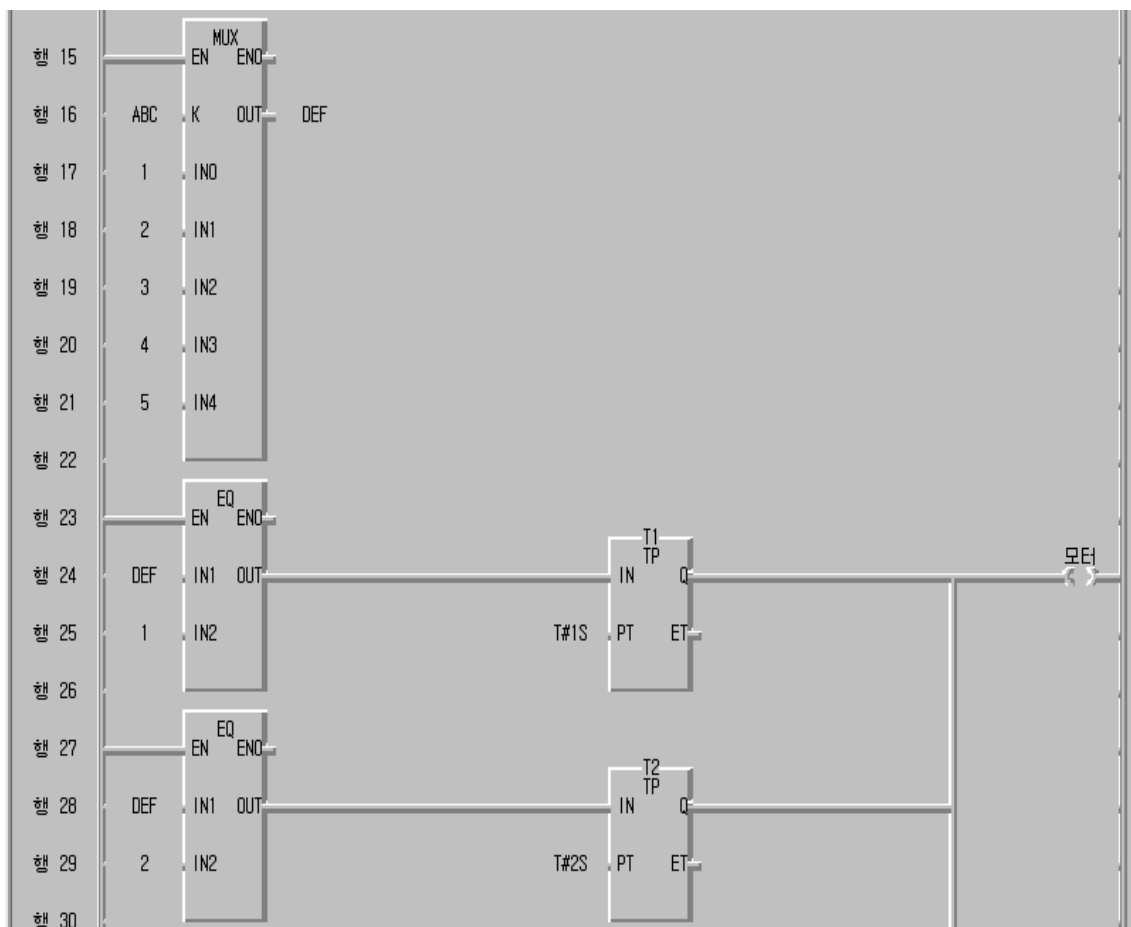 MUX
행 15 EN ENO
행 16 ABC K OUT DEF
행 17 1 IN0
행 18 2 IN1
행 19 3 IN2
행 20 4 IN3
행 21 5 IN4
행 22
EQ
행 23 EN ENO
T1
TP
모터
행 24 DEF IN1 OUT IN Q
행 25 1 IN2 T#1S PT ET
행 26
EQ
행 27 EN ENO
T2
TP
행 28 DEF IN1 OUT IN Q
행 29 2 IN2 T#2S PT ET
행 30